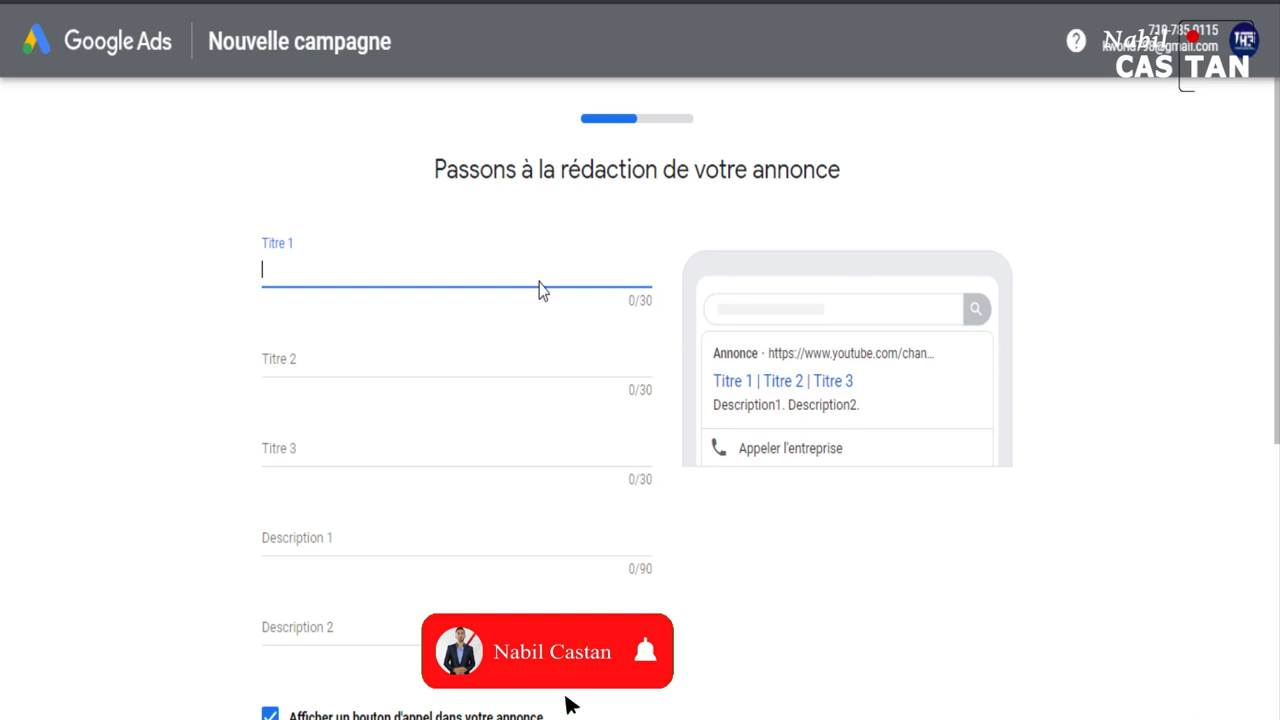 Google Ads
Nouvelle campagne
Nabil
CAS TAN
Passons à la rédaction de votre annonce
Titre 1
0/30
Titre 2
0/30
Titre 3
0/30
Description 1
0/90
Description 2
Annonce · https://www.youtube.com/chan...
Titre 1 | Titre 2 | Titre 3
Description1. Description2.
Appeler l'entreprise
Nabil Castan
Afficher un bouton d'appel dans votre annonce